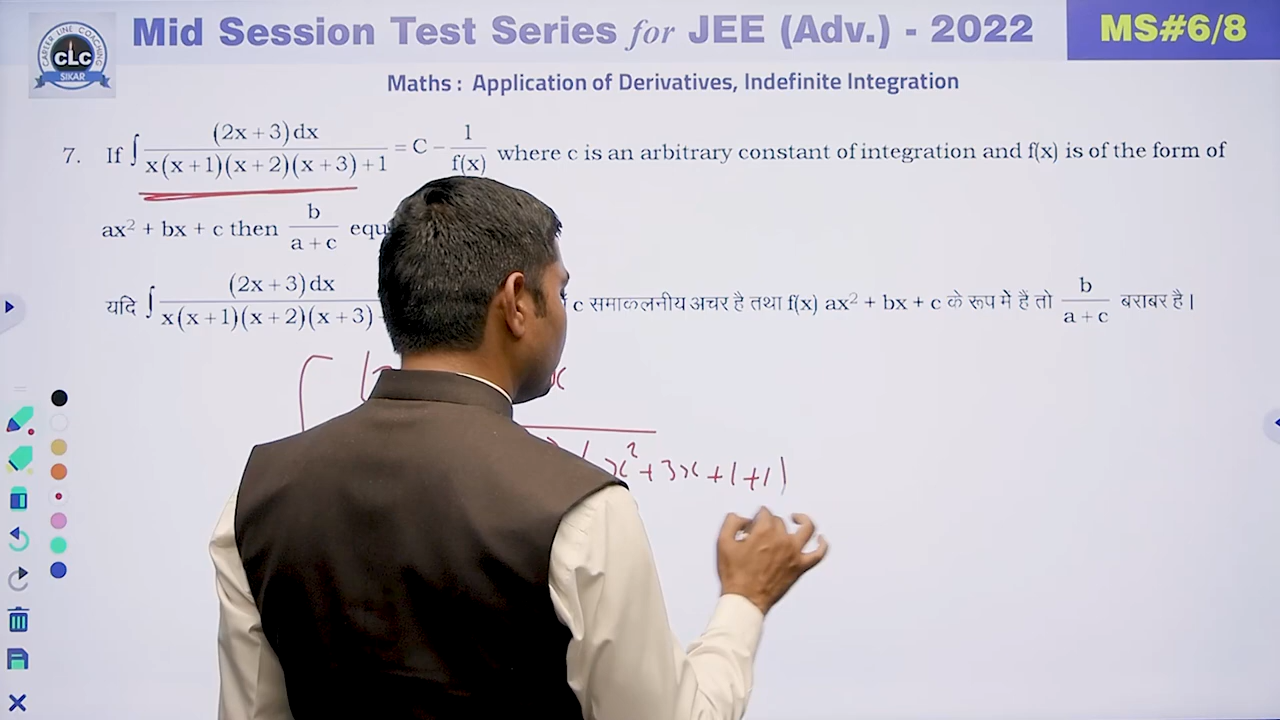 CAREER LINE COACHING
CLC
SIKAR
Mid Session Test Series for JEE (Adv.) - 2022
MS#6/8
Maths : Application of Derivatives, Indefinite Integration
7. If ∫ (2x+3)dx / x(x+1)(x+2)(x+3)+1 = C − 1/f(x) where c is an arbitrary constant of integration and f(x) is of the form of
ax² + bx + c then b/(a+c)
यदि ∫ (2x+3)dx / x(x+1)(x+2)(x+3) c समाकलनीय अचर है तथा f(x) ax² + bx + c के रूप में हैं तो b/(a+c) बराबर है।
x² + 3x + 1 + 1)